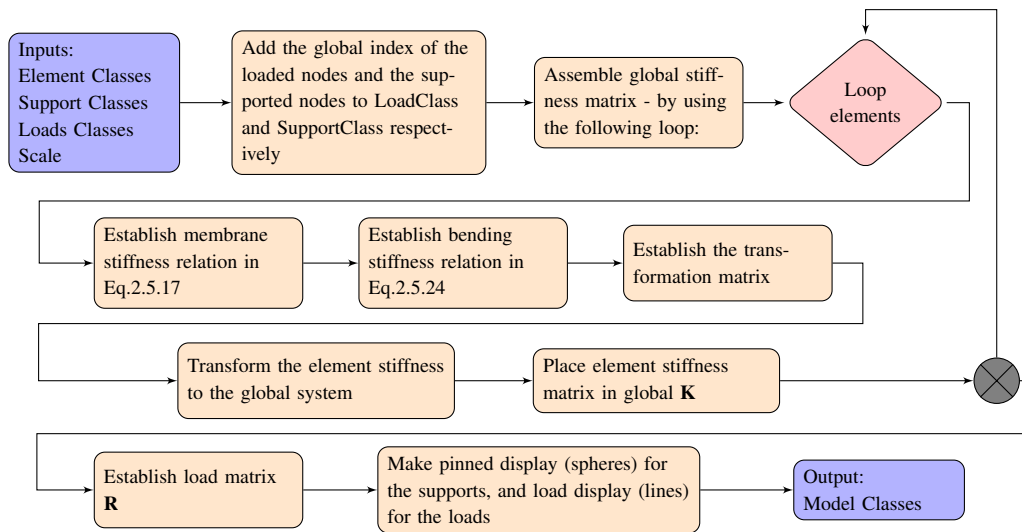 Inputs:
Element Classes
Support Classes
Loads Classes
Scale
Add the global index of the
loaded nodes and the sup-
ported nodes to LoadClass
and SupportClass respect-
ively
Assemble global stiff-
ness matrix - by using
the following loop:
Loop
elements
Establish membrane
stiffness relation in
Eq.2.5.17
Establish bending
stiffness relation in
Eq.2.5.24
Establish the trans-
formation matrix
Transform the element stiffness
to the global system
Place element stiffness
matrix in global K
Establish load matrix
R
Make pinned display (spheres) for
the supports, and load display (lines)
for the loads
Output:
Model Classes